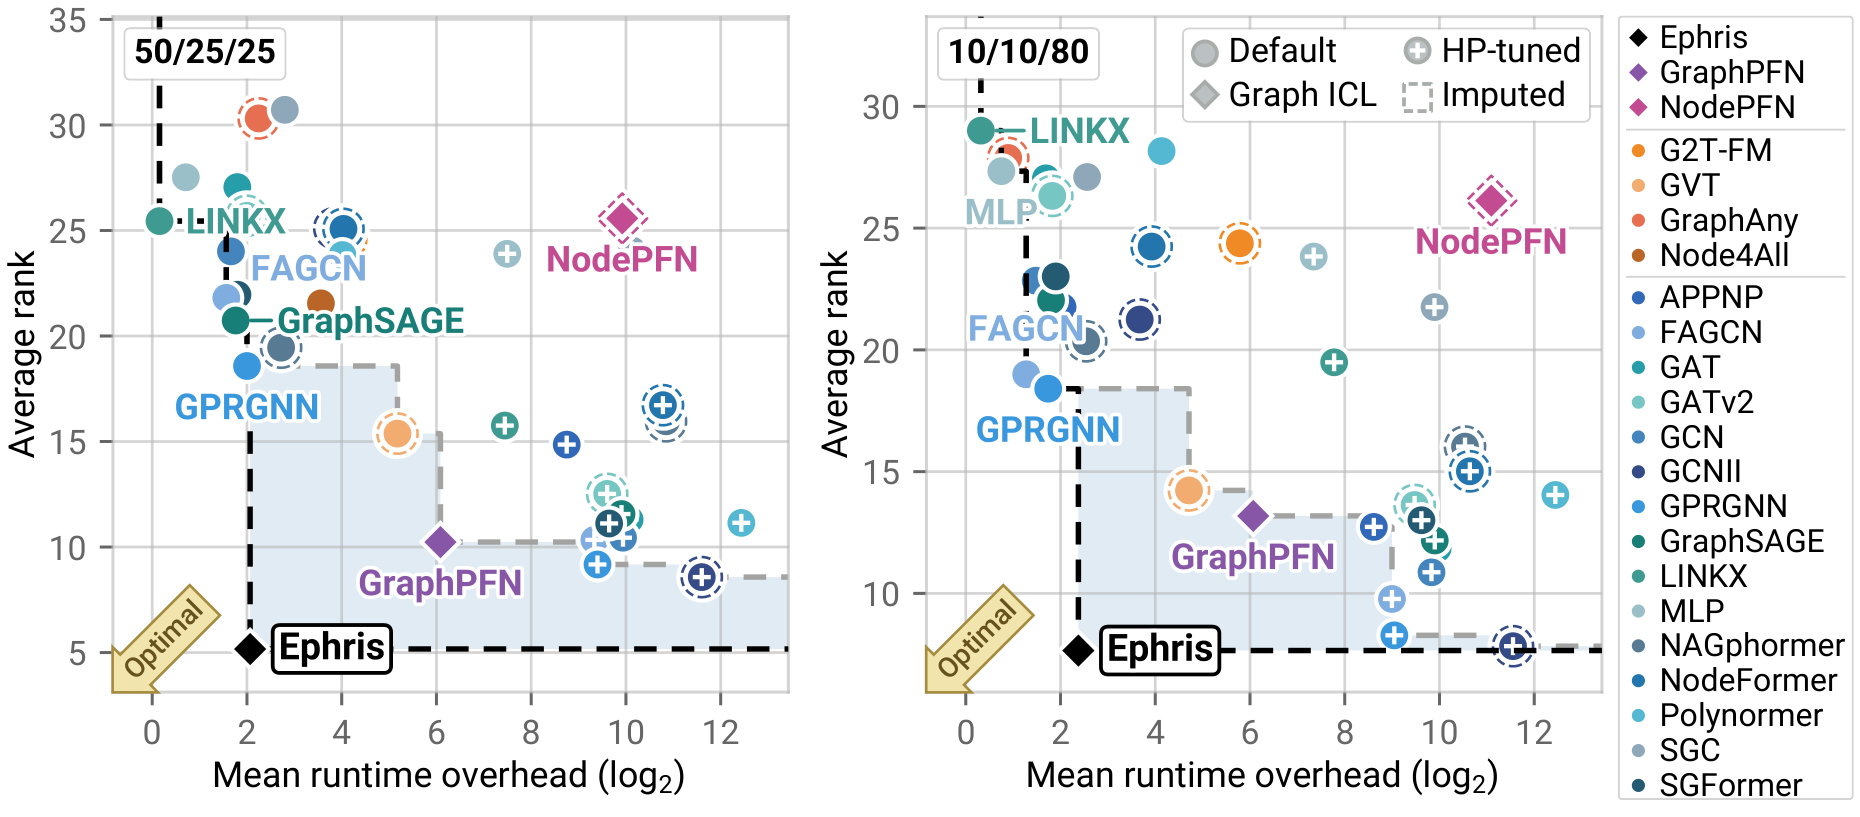 50/25/25
35
30
25
20
15
10
5
0
2
4
6
8
10
12
Average rank
Mean runtime overhead (log₂)
LINKX
FAGCN
GraphSAGE
GPRGNN
NodePFN
GraphPFN
Ephris
Optimal
10/10/80
Default
HP-tuned
Graph ICL
Imputed
30
25
20
15
10
0
2
4
6
8
10
12
Average rank
Mean runtime overhead (log₂)
LINKX
MLP
FAGCN
GPRGNN
NodePFN
GraphPFN
Ephris
Optimal
Ephris
GraphPFN
NodePFN
G2T-FM
GVT
GraphAny
Node4All
APPNP
FAGCN
GAT
GATv2
GCN
GCNII
GPRGNN
GraphSAGE
LINKX
MLP
NAGphormer
NodeFormer
Polynormer
SGC
SGFormer